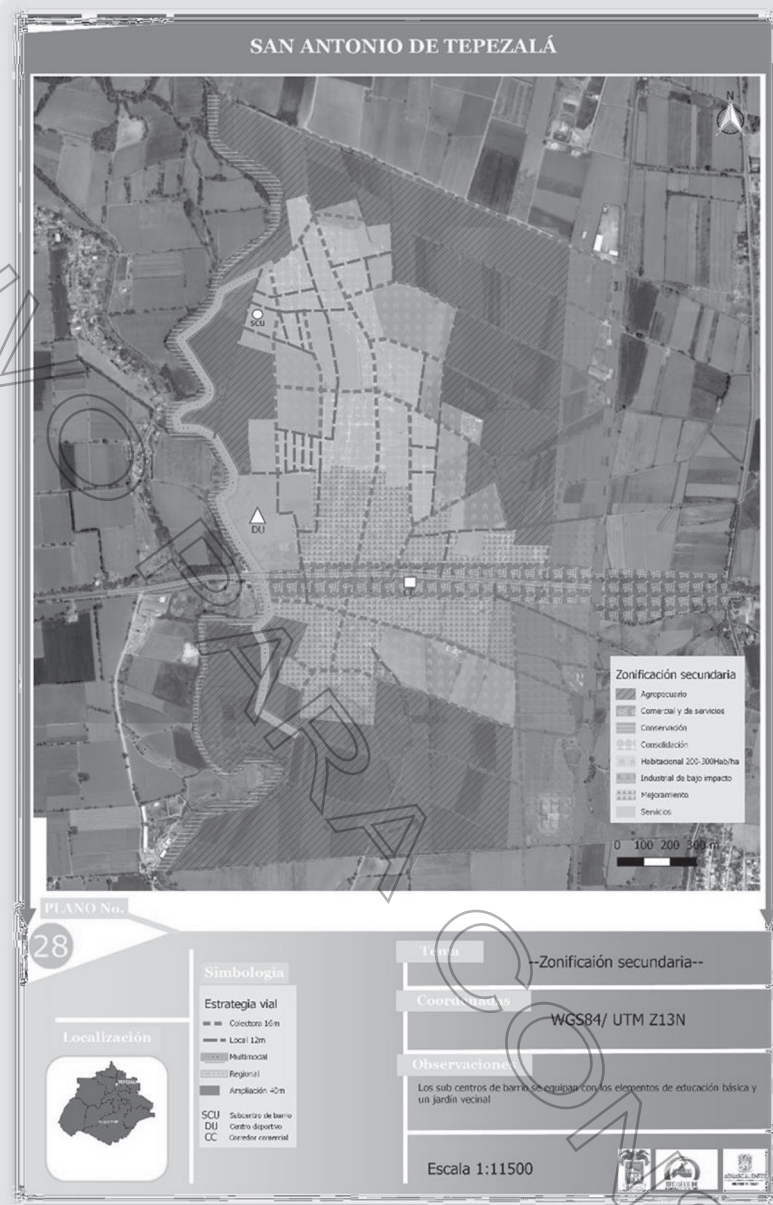 SAN ANTONIO DE TEPEZALÁ
N
SCU
DIJ
Zonificación secundaria
Agropecuario
Comercial y de servicios
Conservación
Consolidación
Habitacional 200-300Hab/ha
Industrial de bajo impacto
Mejoramiento
Servicios
0 100 200 300 m
PLANO No.
28
Localización
Simbología
Estrategia vial
Colectora 16m
Local 12m
Multimodal
Regional
Ampliación 40m
SCU Subcentro de barrio
DIJ Centro deportivo
CC Corredor comercial
Tema
--Zonificaión secundaria--
Coordenadas
WGS84/ UTM Z13N
Observaciones
Los sub centros de barrio se equipan con los elementos de educación básica y
un jardín vecinal
Escala 1:11500
PARA